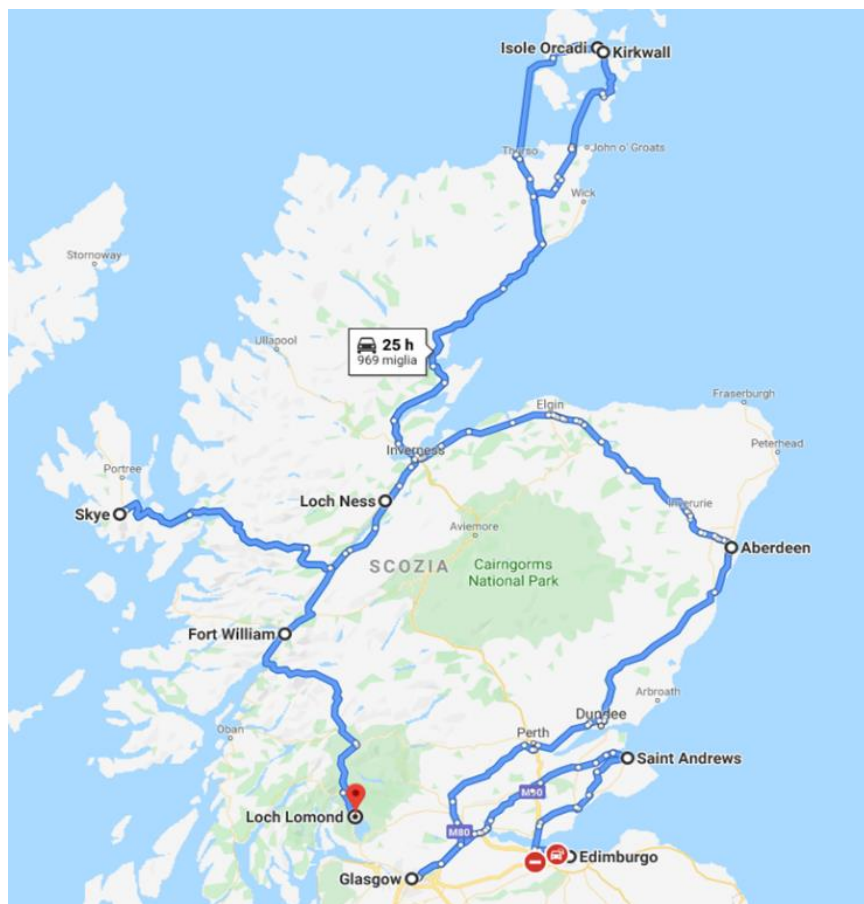 Isole Orcadi
Kirkwall
Thurso
John o' Groats
Wick
Stornoway
Ullapool
25 h
969 miglia
Fraserburgh
Elgin
Peterhead
Inverness
Portree
Loch Ness
Skye
Inverurie
Aviemore
Aberdeen
SCOZIA
Cairngorms
National Park
Fort William
Arbroath
Dundee
Oban
Perth
Saint Andrews
M90
Loch Lomond
M80
Edimburgo
Glasgow